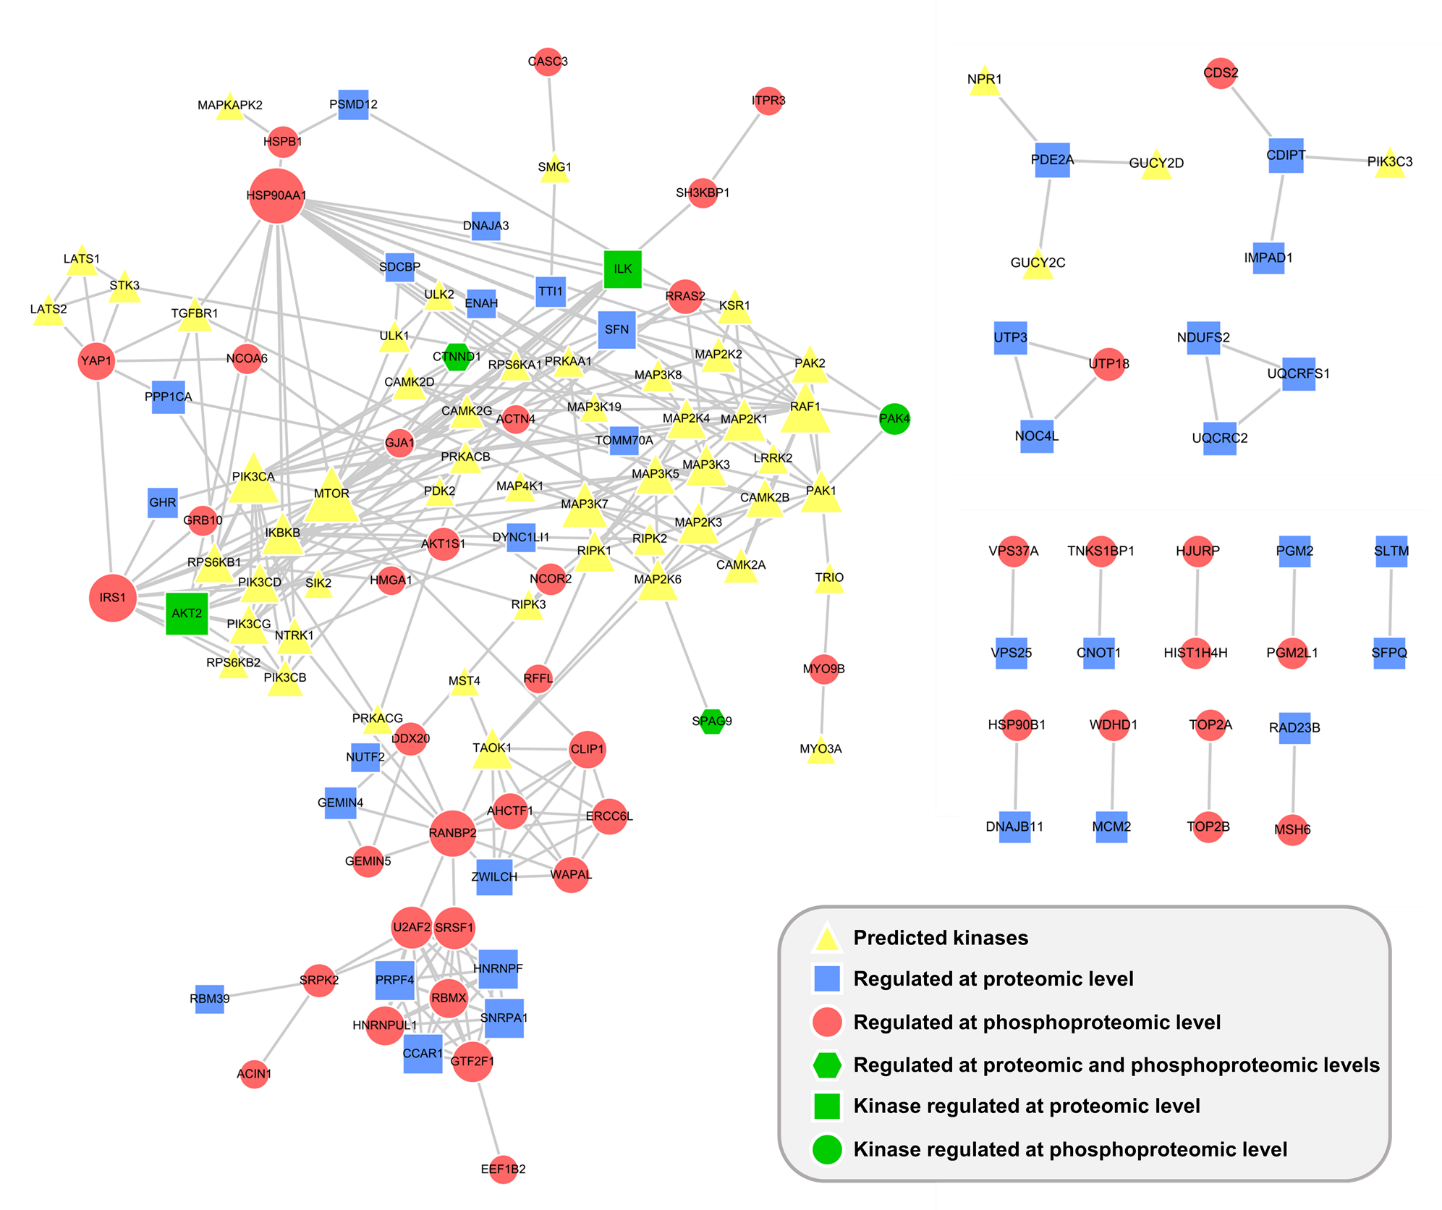 CASC3
ITPR3
MAPKAPK2
PSMD12
HSPB1
SMG1
SH3KBP1
HSP90AA1
DNAJA3
LATS1
SDCBP
ILK
STK3
ULK2
ENAH
TTI1
RRAS2
KSR1
LATS2
TGFBR1
SFN
ULK1
YAP1
NCOA6
CTNND1
RPS6KA1
PRKAA1
MAP2K2
PAK2
MAP3K8
CAMK2D
PPP1CA
CAMK2G
ACTN4
MAP3K19
MAP2K4
MAP2K1
RAF1
PAK4
GJA1
TOMM70A
PRKACB
LRRK2
MAP3K3
PIK3CA
MTOR
PDK2
MAP4K1
MAP3K5
CAMK2B
PAK1
GHR
GRB10
IKBKB
MAP3K7
MAP2K3
DYNC1LI1
RIPK2
AKT1S1
RIPK1
RPS6KB1
PIK3CD
SIK2
HMGA1
NCOR2
MAP2K6
CAMK2A
TRIO
IRS1
AKT2
RIPK3
PIK3CG
NTRK1
RPS6KB2
PIK3CB
RFFL
MST4
MYO9B
PRKACG
DDX20
SPAG9
NUTF2
TAOK1
CLIP1
MYO3A
GEMIN4
AHCTF1
ERCC6L
RANBP2
GEMIN5
ZWILCH
WAPAL
U2AF2
SRSF1
SRPK2
PRPF4
HNRNPF
RBM39
RBMX
HNRNPUL1
SNRPA1
CCAR1
GTF2F1
ACIN1
EEF1B2
NPR1
PDE2A
GUCY2D
GUCY2C
CDS2
CDIPT
PIK3C3
IMPAD1
UTP3
UTP18
NOC4L
NDUFS2
UQCRFS1
UQCRC2
VPS37A
TNKS1BP1
HJURP
PGM2
SLTM
VPS25
CNOT1
HIST1H4H
PGM2L1
SFPQ
HSP90B1
WDHD1
TOP2A
RAD23B
DNAJB11
MCM2
TOP2B
MSH6
Predicted kinases
Regulated at proteomic level
Regulated at phosphoproteomic level
Regulated at proteomic and phosphoproteomic levels
Kinase regulated at proteomic level
Kinase regulated at phosphoproteomic level